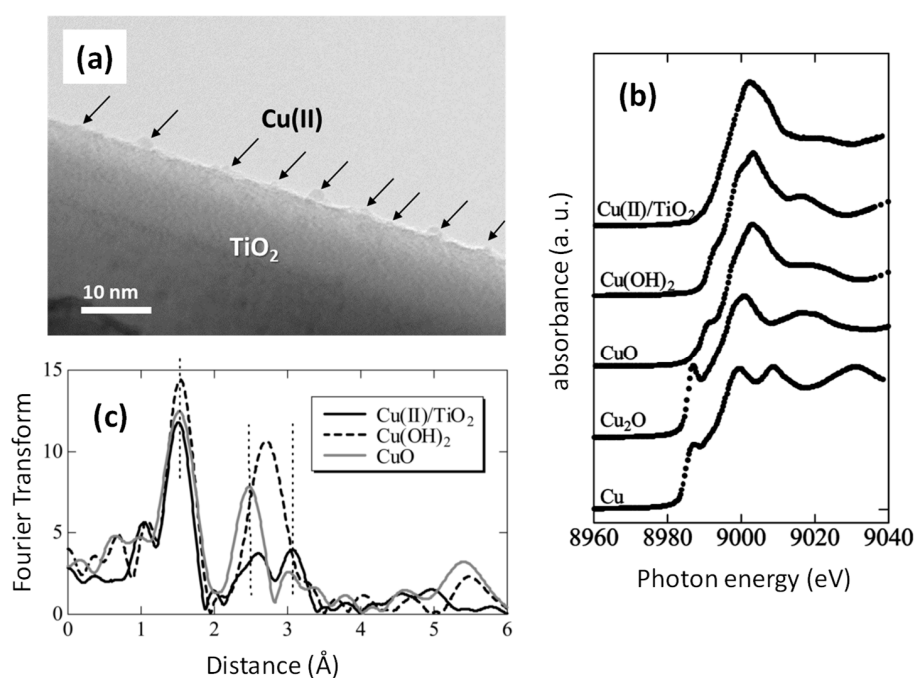 (a)
Cu(II)
TiO₂
10 nm
(b)
absorbance (a. u.)
Cu(II)/TiO₂
Cu(OH)₂
CuO
Cu₂O
Cu
8960 8980 9000 9020 9040
Photon energy (eV)
(c)
Fourier Transform
15
10
5
0
Cu(II)/TiO₂
Cu(OH)₂
CuO
0 1 2 3 4 5 6
Distance (Å)